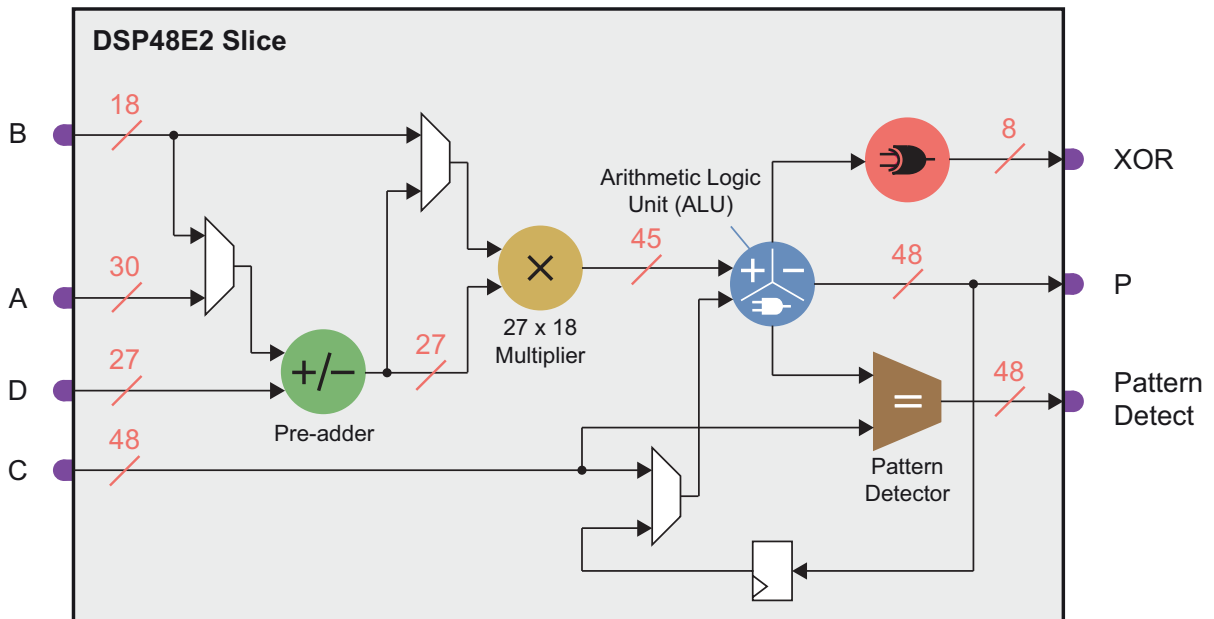 DSP48E2 Slice
B
18
8
XOR
Arithmetic Logic
Unit (ALU)
+
−
×
45
48
P
A
30
27 x 18
Multiplier
D
27
+/−
27
Pre-adder
=
48
Pattern
Detect
C
48
Pattern
Detector